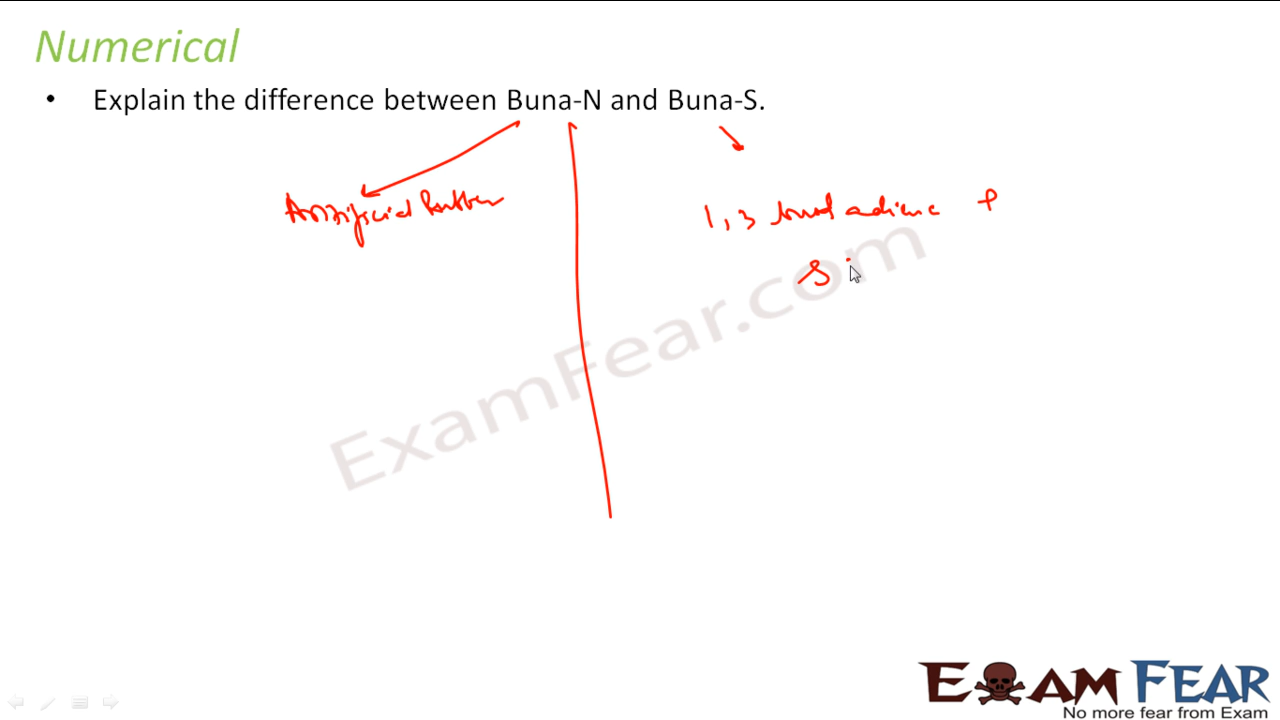 Numerical
• Explain the difference between Buna-N and Buna-S.
Artificial Rubber
1, 3 butadiene +
S
ExamFear.com
EXAM FEAR
No more fear from Exam